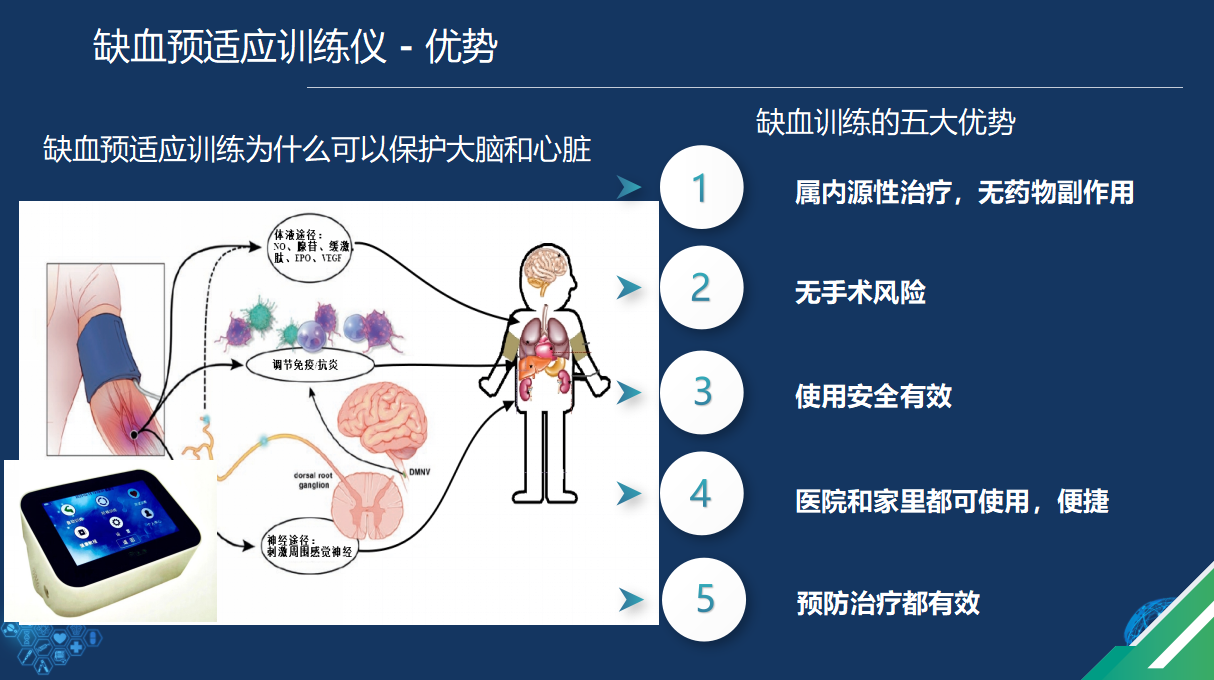 缺血预适应训练仪 - 优势
缺血预适应训练为什么可以保护大脑和心脏
体液途径：
NO、腺苷、缓激
肽、EPO、VEGF
调节免疫/抗炎
DMNV
dorsal root
ganglion
神经途径：
刺激周围感觉神经
缺血训练的五大优势
1
属内源性治疗，无药物副作用
2
无手术风险
3
使用安全有效
4
医院和家里都可使用，便捷
5
预防治疗都有效